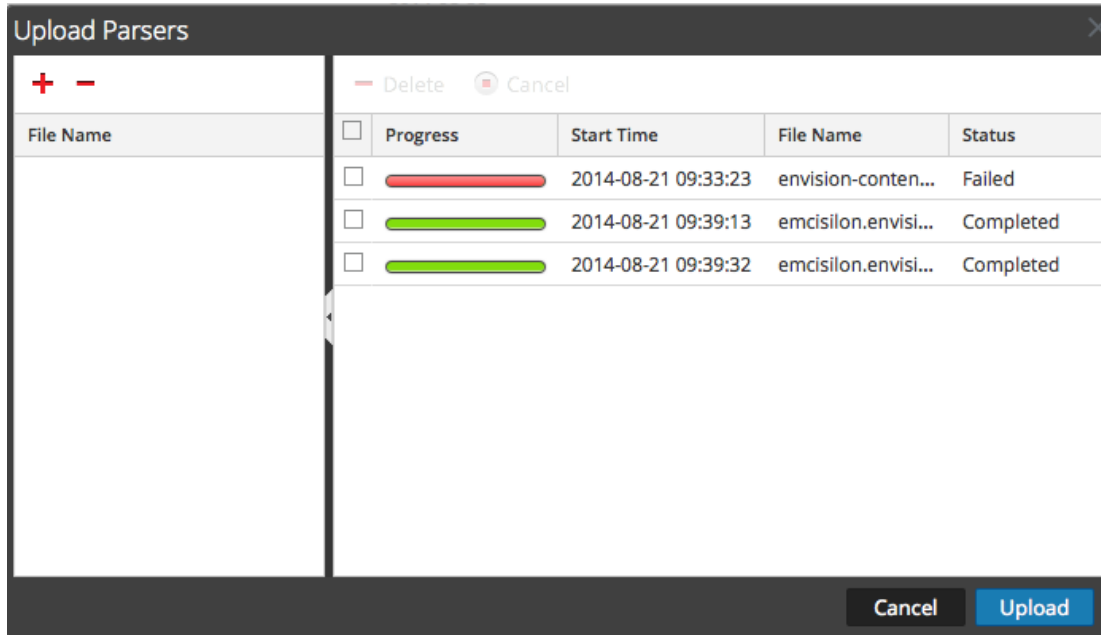 Upload Parsers
Delete Cancel
File Name
Progress Start Time File Name Status
2014-08-21 09:33:23 envision-conten... Failed
2014-08-21 09:39:13 emcisilon.envisi... Completed
2014-08-21 09:39:32 emcisilon.envisi... Completed
Cancel Upload